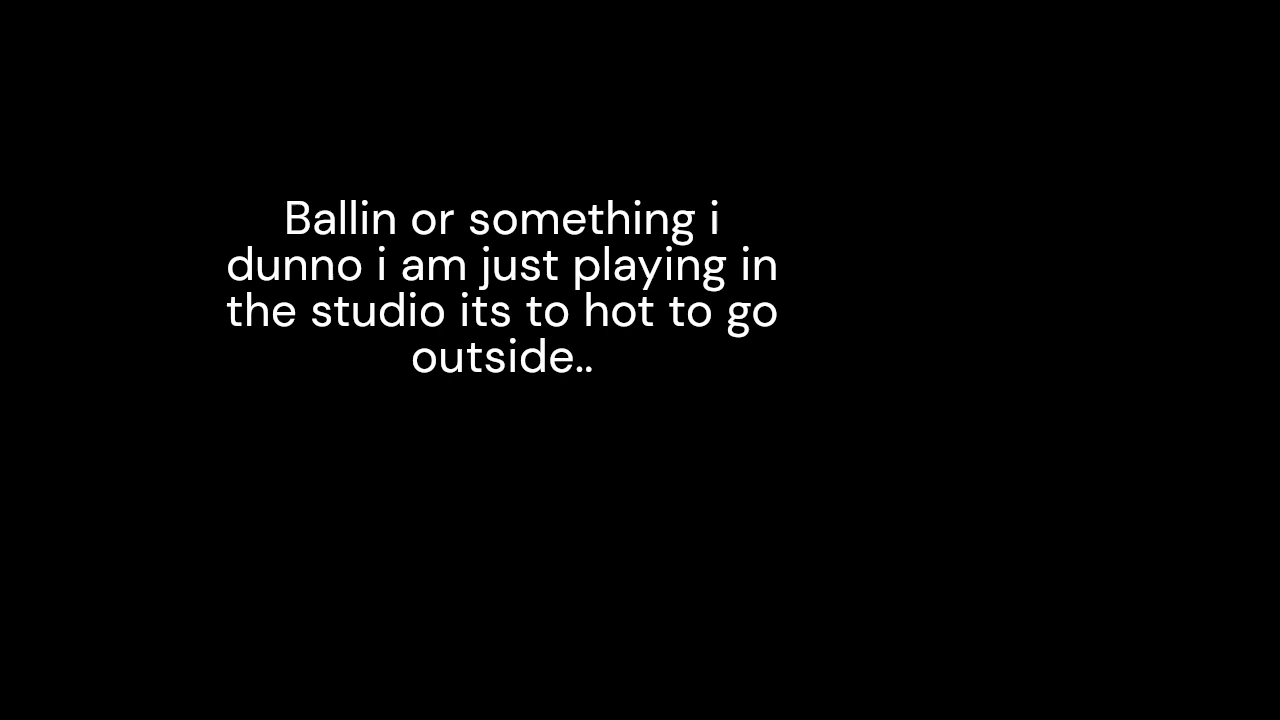 Ballin or something i
dunno i am just playing in
the studio its to hot to go
outside..